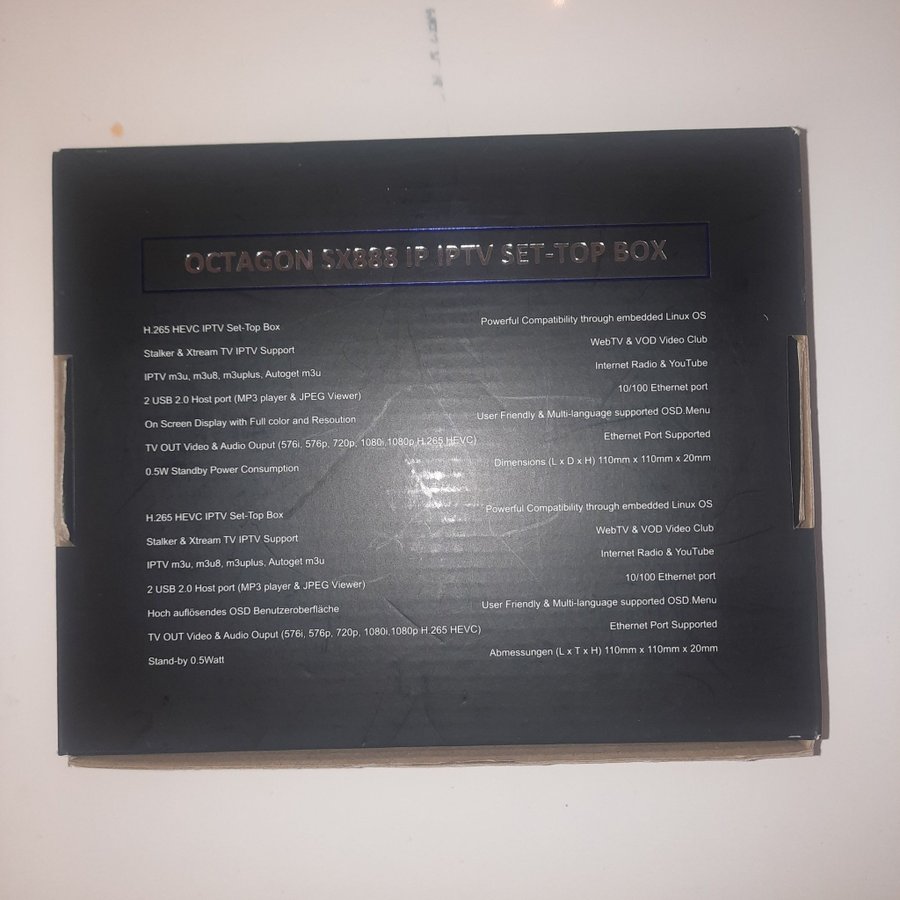 OCTAGON SX888 IP IPTV SET-TOP BOX
H.265 HEVC IPTV Set-Top Box
Stalker & Xtream TV IPTV Support
IPTV m3u, m3u8, m3uplus, Autoget m3u
2 USB 2.0 Host port (MP3 player & JPEG Viewer)
On Screen Display with Full color and Resoution
TV OUT Video & Audio Ouput (576i, 576p, 720p, 1080i,1080p H.265 HEVC)
0.5W Standby Power Consumption
Powerful Compatibility through embedded Linux OS
WebTV & VOD Video Club
Internet Radio & YouTube
10/100 Ethernet port
User Friendly & Multi-language supported OSD.Menu
Ethernet Port Supported
Dimensions (L x D x H) 110mm x 110mm x 20mm
H.265 HEVC IPTV Set-Top Box
Stalker & Xtream TV IPTV Support
IPTV m3u, m3u8, m3uplus, Autoget m3u
2 USB 2.0 Host port (MP3 player & JPEG Viewer)
Hoch auflösendes OSD Benutzeroberfläche
TV OUT Video & Audio Ouput (576i, 576p, 720p, 1080i,1080p H.265 HEVC)
Stand-by 0.5Watt
Powerful Compatibility through embedded Linux OS
WebTV & VOD Video Club
Internet Radio & YouTube
10/100 Ethernet port
User Friendly & Multi-language supported OSD.Menu
Ethernet Port Supported
Abmessungen (L x T x H) 110mm x 110mm x 20mm